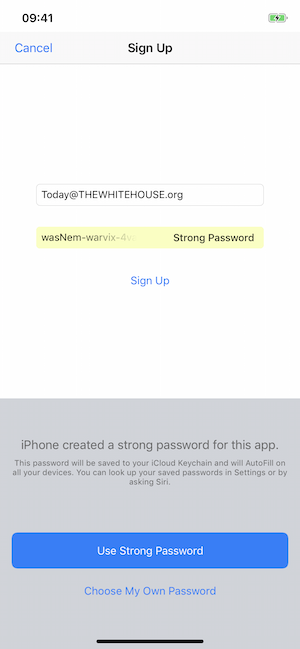 09:41
Cancel Sign Up
Today@THEWHITEHOUSE.org
wasNem-warvix- Strong Password
Sign Up
iPhone created a strong password for this app.
This password will be saved to your iCloud Keychain and will AutoFill on
all your devices. You can look up your saved passwords in Settings or by
asking Siri.
Use Strong Password
Choose My Own Password